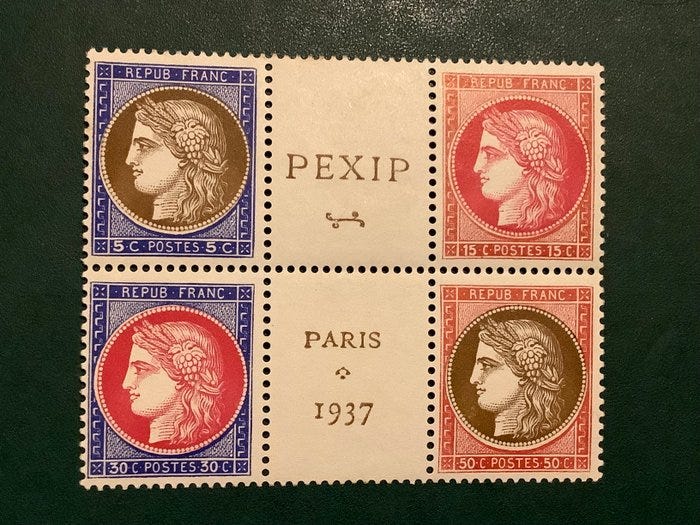 ·REPUB·FRANC·
5·C·POSTES·5·C
PEXIP
·REPUB·FRANC·
15·C·POSTES·15·C
·REPUB·FRANC·
30·C·POSTES·30·C
PARIS
1937
·REPUB·FRANC·
50·C·POSTES·50·C·